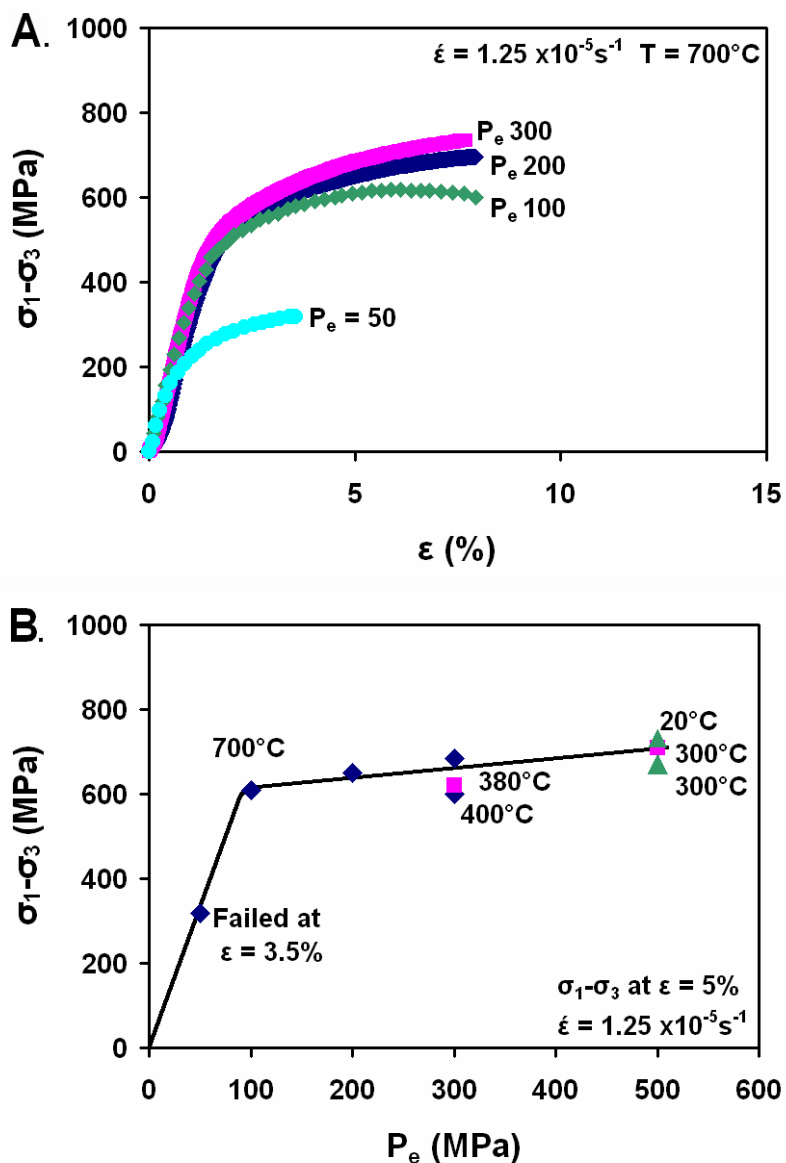 A.
έ = 1.25 x10⁻⁵s⁻¹ T = 700°C
1000
800
600
400
200
0
σ₁-σ₃ (MPa)
Pₑ 300
Pₑ 200
Pₑ 100
Pₑ = 50
0 5 10 15
ε (%)
B.
1000
800
600
400
200
0
σ₁-σ₃ (MPa)
700°C
20°C
300°C
300°C
380°C
400°C
Failed at
ε = 3.5%
σ₁-σ₃ at ε = 5%
έ = 1.25 x10⁻⁵s⁻¹
0 100 200 300 400 500 600
Pₑ (MPa)